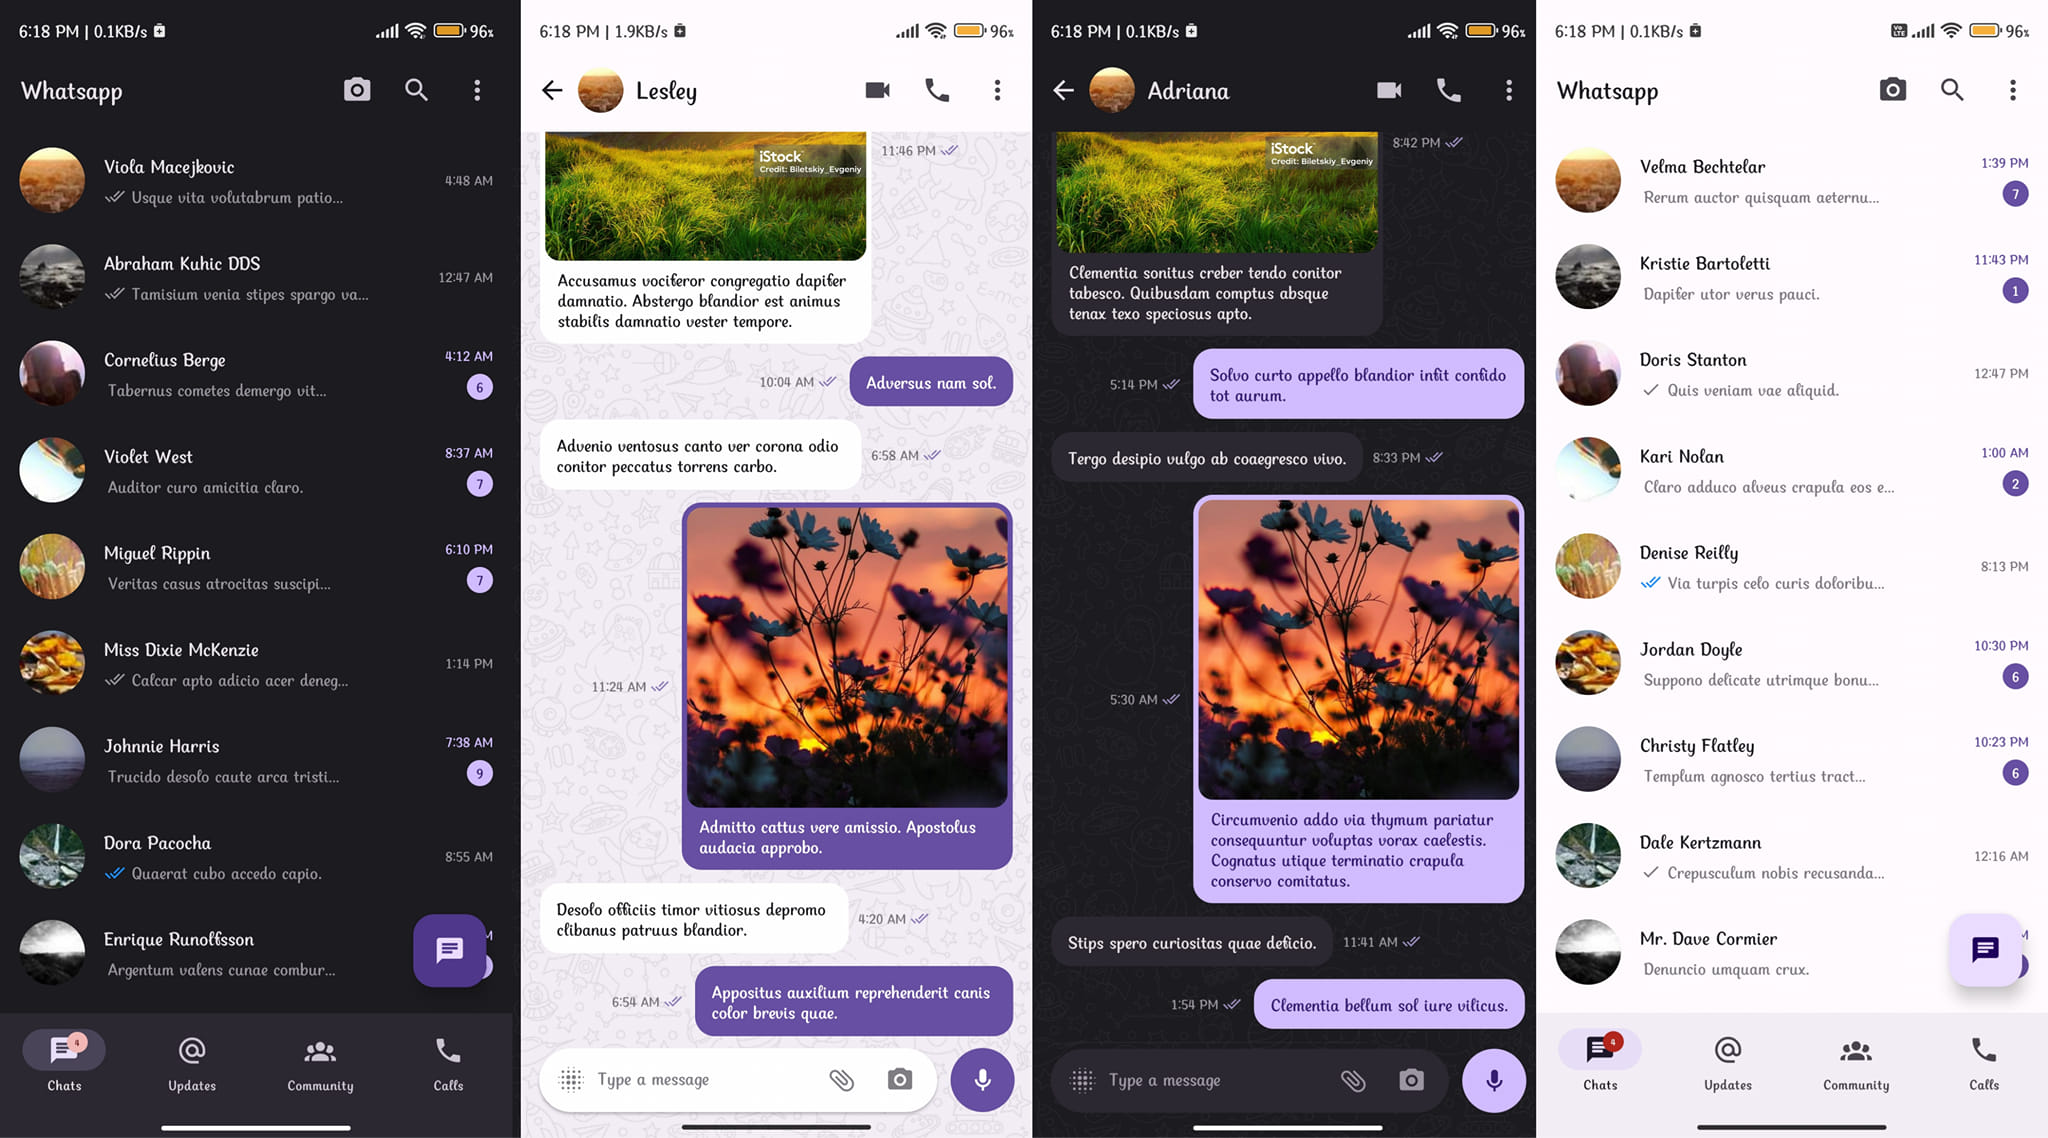 6:18 PM | 0.1KB/s
96%
Whatsapp
Viola Macejkovic
4:48 AM
Usque vita volutabrum patio...
Abraham Kuhic DDS
12:47 AM
Tamisium venia stipes spargo va...
Cornelius Berge
4:12 AM
Tabernus cometes demergo vit...
6
Violet West
8:37 AM
Auditor curo amicitia claro.
7
Miguel Rippin
6:10 PM
Veritas casus atrocitas suscipi...
7
Miss Dixie McKenzie
1:14 PM
Calcar apto adicio acer deneg...
Johnnie Harris
7:38 AM
Trucido desolo caute arca tristi...
9
Dora Pacocha
8:55 AM
Quaerat cubo accedo capio.
Enrique Runolfsson
Argentum valens cunae combur...
4
Chats
Updates
Community
Calls
6:18 PM | 1.9KB/s
96%
Lesley
iStock
Credit: Biletskiy_Evgeniy
11:46 PM
Accusamus vociferor congregatio dapifer
damnatio. Abstergo blandior est animus
stabilis damnatio vester tempore.
10:04 AM
Adversus nam sol.
Advenio ventosus canto ver corona odio
conitor peccatus torrens carbo.
6:58 AM
11:24 AM
Admitto cattus vere amissio. Apostolus
audacia approbo.
Desolo officiis timor vitiosus depromo
clibanus patruus blandior.
4:20 AM
6:54 AM
Appositus auxilium reprehenderit canis
color brevis quae.
Type a message
6:18 PM | 0.1KB/s
96%
Adriana
iStock
Credit: Biletskiy_Evgeniy
8:42 PM
Clementia sonitus creber tendo conitor
tabesco. Quibusdam comptus absque
tenax texo speciosus apto.
5:14 PM
Solvo curto appello blandior infit confido
tot aurum.
Tergo desipio vulgo ab coaegresco vivo.
8:33 PM
5:30 AM
Circumvenio addo via thymum pariatur
consequuntur voluptas vorax caelestis.
Cognatus utique terminatio crapula
conservo comitatus.
Stips spero curiositas quae deficio.
11:41 AM
1:54 PM
Clementia bellum sol iure vilicus.
Type a message
6:18 PM | 0.1KB/s
96%
Whatsapp
Velma Bechtelar
1:39 PM
Rerum auctor quisquam aeternu...
7
Kristie Bartoletti
11:43 PM
Dapifer utor verus pauci.
1
Doris Stanton
12:47 PM
Quis veniam vae aliquid.
Kari Nolan
1:00 AM
Claro adduco alveus crapula eos e...
2
Denise Reilly
8:13 PM
Via turpis celo curis doloribu...
Jordan Doyle
10:30 PM
Suppono delicate utrimque bonu...
6
Christy Flatley
10:23 PM
Templum agnosco tertius tract...
6
Dale Kertzmann
12:16 AM
Crepusculum nobis recusanda...
Mr. Dave Cormier
Denuncio umquam crux.
4
Chats
Updates
Community
Calls